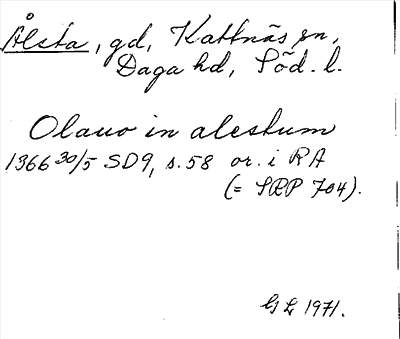 Ålsta, gd, Kattnäs sn,
Daga hd, Söd. l.
Olauo in alestum
1366 30/5 SD9, s. 58 or. i RA
(= SRP 704).
GL 1971.